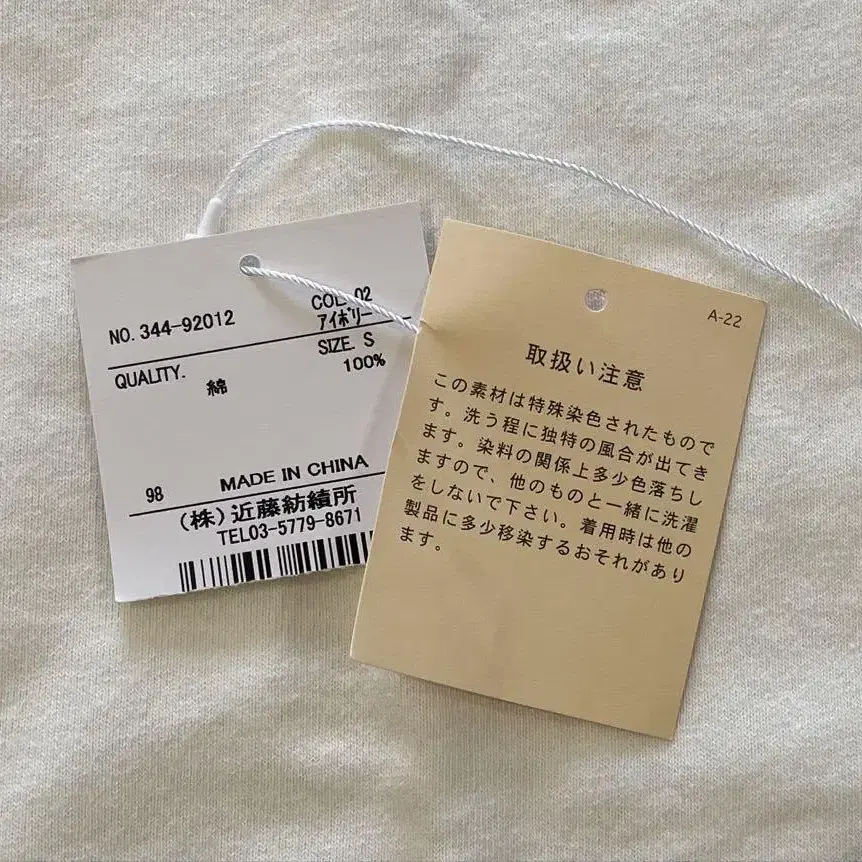 NO. 344-92012
COL. 02
アイボリー
SIZE. S
QUALITY.
綿
100%
98
MADE IN CHINA
(株)近藤紡績所
TEL03-5779-8671
A-22
取扱い注意
この素材は特殊染色されたもので
す。洗う程に独特の風合が出てき
ます。染料の関係上多少色落ちし
ますので、他のものと一緒に洗濯
をしないで下さい。着用時は他の
製品に多少移染するおそれがあり
ます。